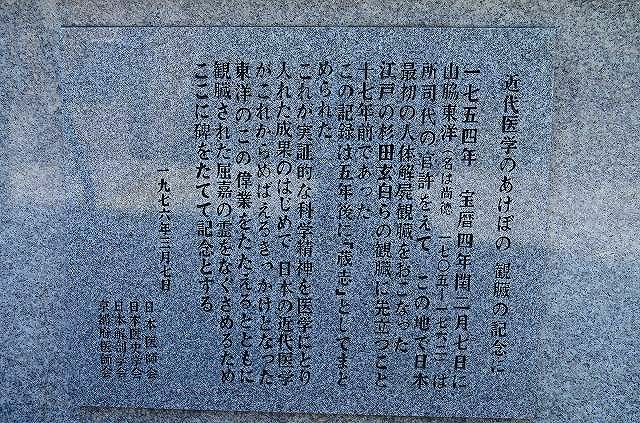 近代医学のあけぼの 観臓の記念に
一七五四年 宝暦四年閏二月七日に
山脇東洋(名は尚徳 一七〇五-一七六二)は
所司代の官許をえて この地で日本
最初の人体解屍観臓をおこなった
江戸の杉田玄白らの観臓に先立つこと
十七年前であった
この記録は五年後に『蔵志』としてまと
められた
これが実証的な科学精神を医学にとり
入れた成果のはじめで 日本の近代医学
がこれからめばえるきっかけとなった
東洋のこの偉業をたたえるとともに
観臓された屈嘉の霊をなぐさめるため
ここに碑をたてて記念とする
一九七六年三月七日
日本医師会
日本医史学会
日本解剖学会
京都府医師会